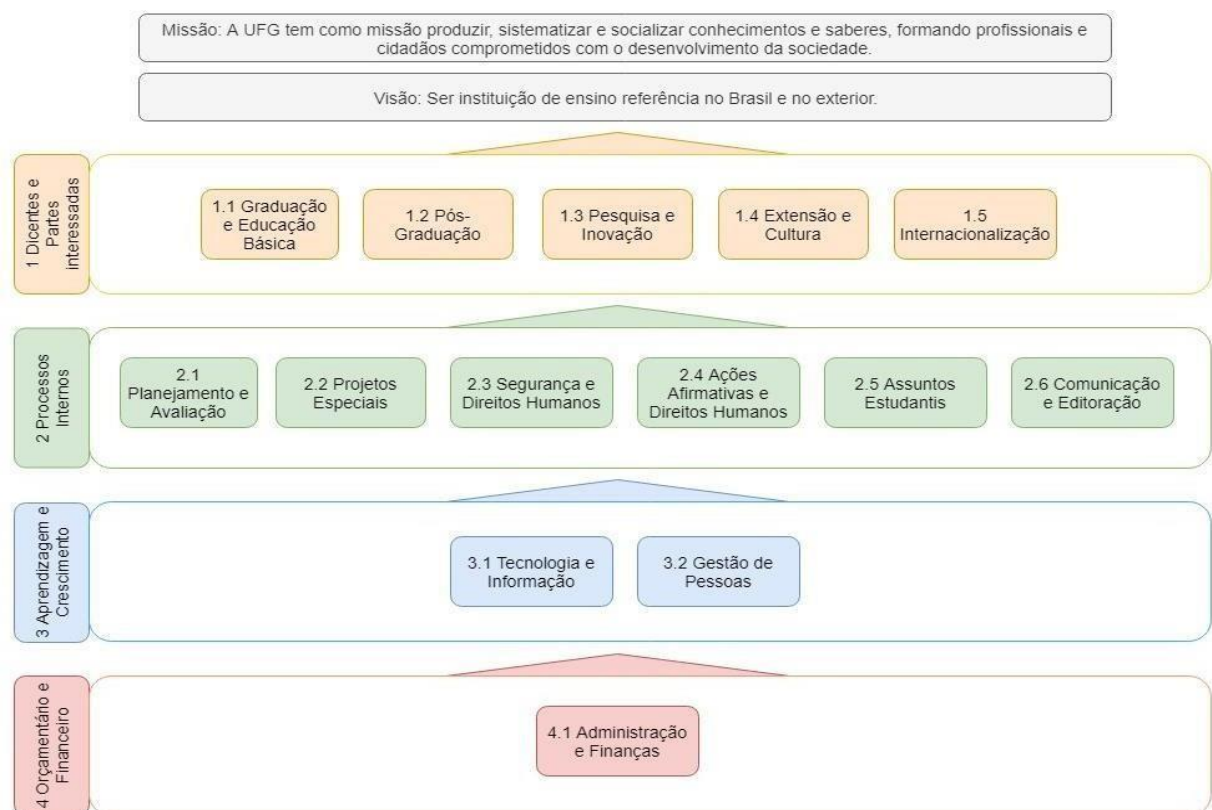 Missão: A UFG tem como missão produzir, sistematizar e socializar conhecimentos e saberes, formando profissionais e
cidadãos comprometidos com o desenvolvimento da sociedade.
Visão: Ser instituição de ensino referência no Brasil e no exterior.
1 Dicentes e
Partes
interessadas
1.1 Graduação
e Educação
Básica
1.2 Pós-
Graduação
1.3 Pesquisa e
Inovação
1.4 Extensão e
Cultura
1.5
Internacionalização
2 Processos
Internos
2.1
Planejamento e
Avaliação
2.2 Projetos
Especiais
2.3 Segurança e
Direitos Humanos
2.4 Ações
Afirmativas e
Direitos Humanos
2.5 Assuntos
Estudantis
2.6 Comunicação
e Editoração
3 Aprendizagem e
Crescimento
3.1 Tecnologia e
Informação
3.2 Gestão de
Pessoas
4 Orçamentário e
Financeiro
4.1 Administração
e Finanças